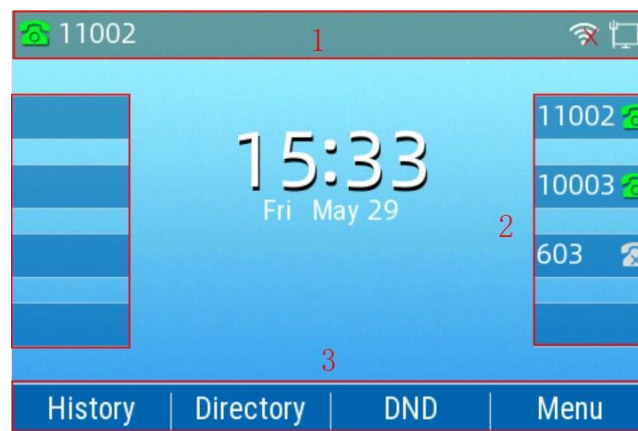 11002
1
11002
15:33
10003
Fri May 29
2
603
3
History
Directory
DND
Menu